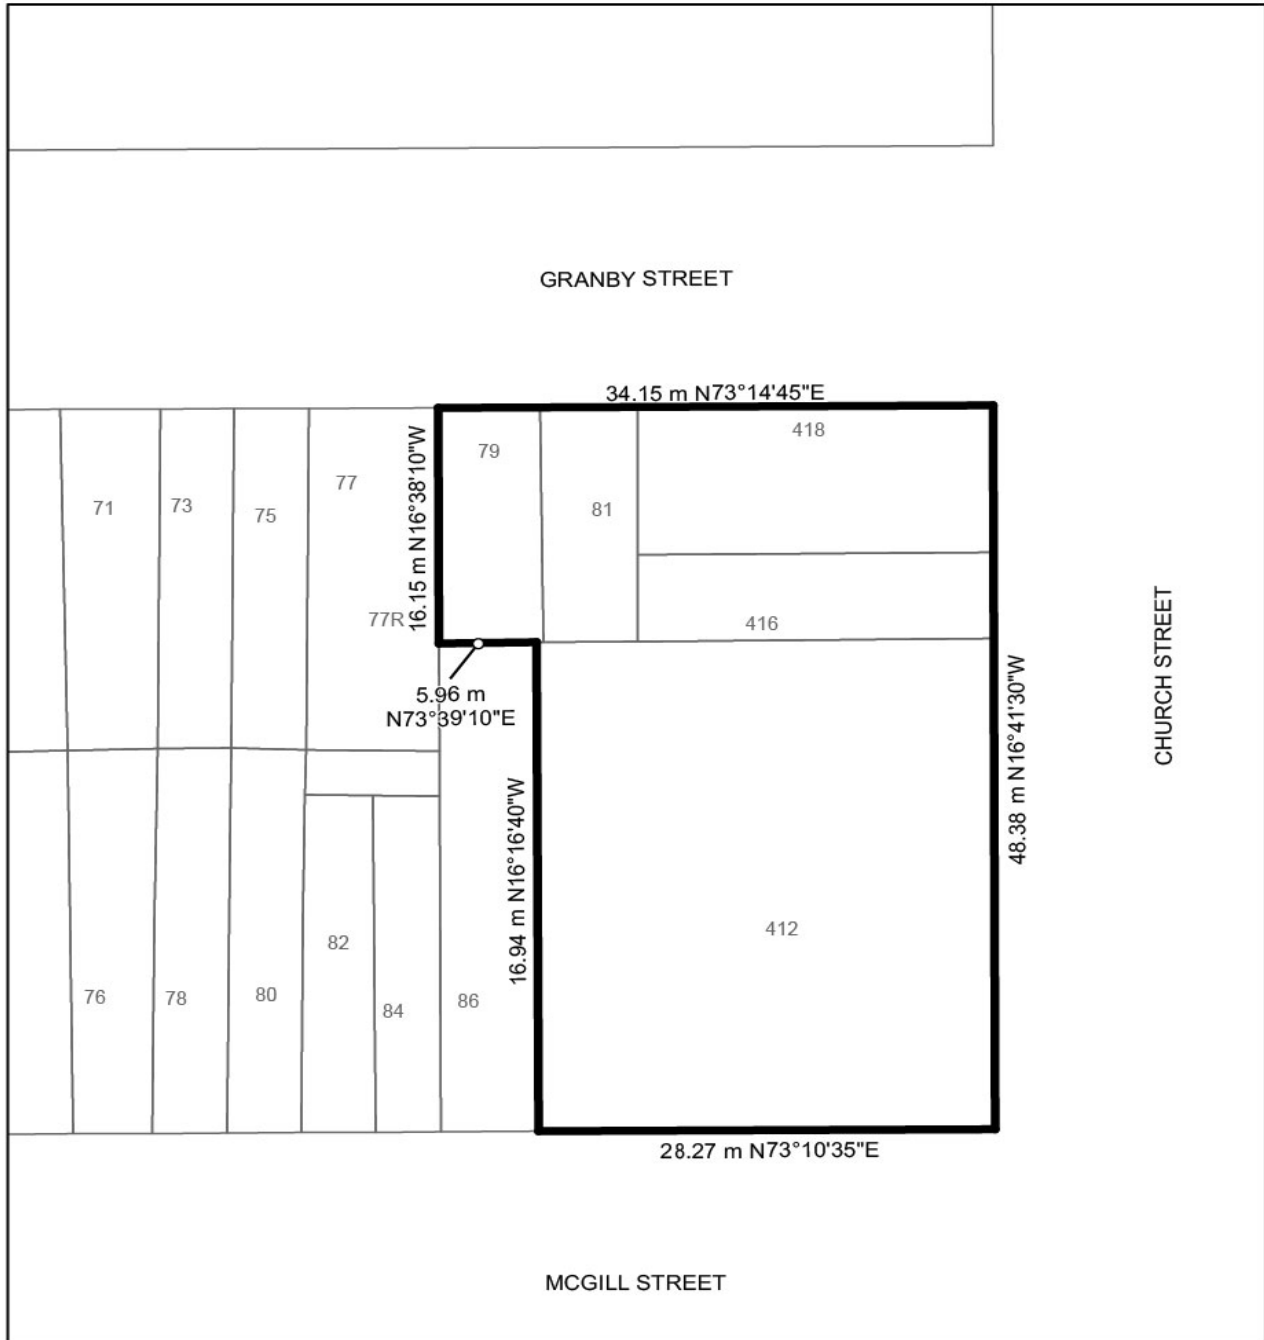 GRANBY STREET
34.15 m N73°14'45"E
16.15 m N16°38'10"W
79
418
81
77
71
73
75
77R
416
5.96 m
N73°39'10"E
48.38 m N16°41'30"W
CHURCH STREET
16.94 m N16°16'40"W
412
82
76
78
80
84
86
28.27 m N73°10'35"E
MCGILL STREET